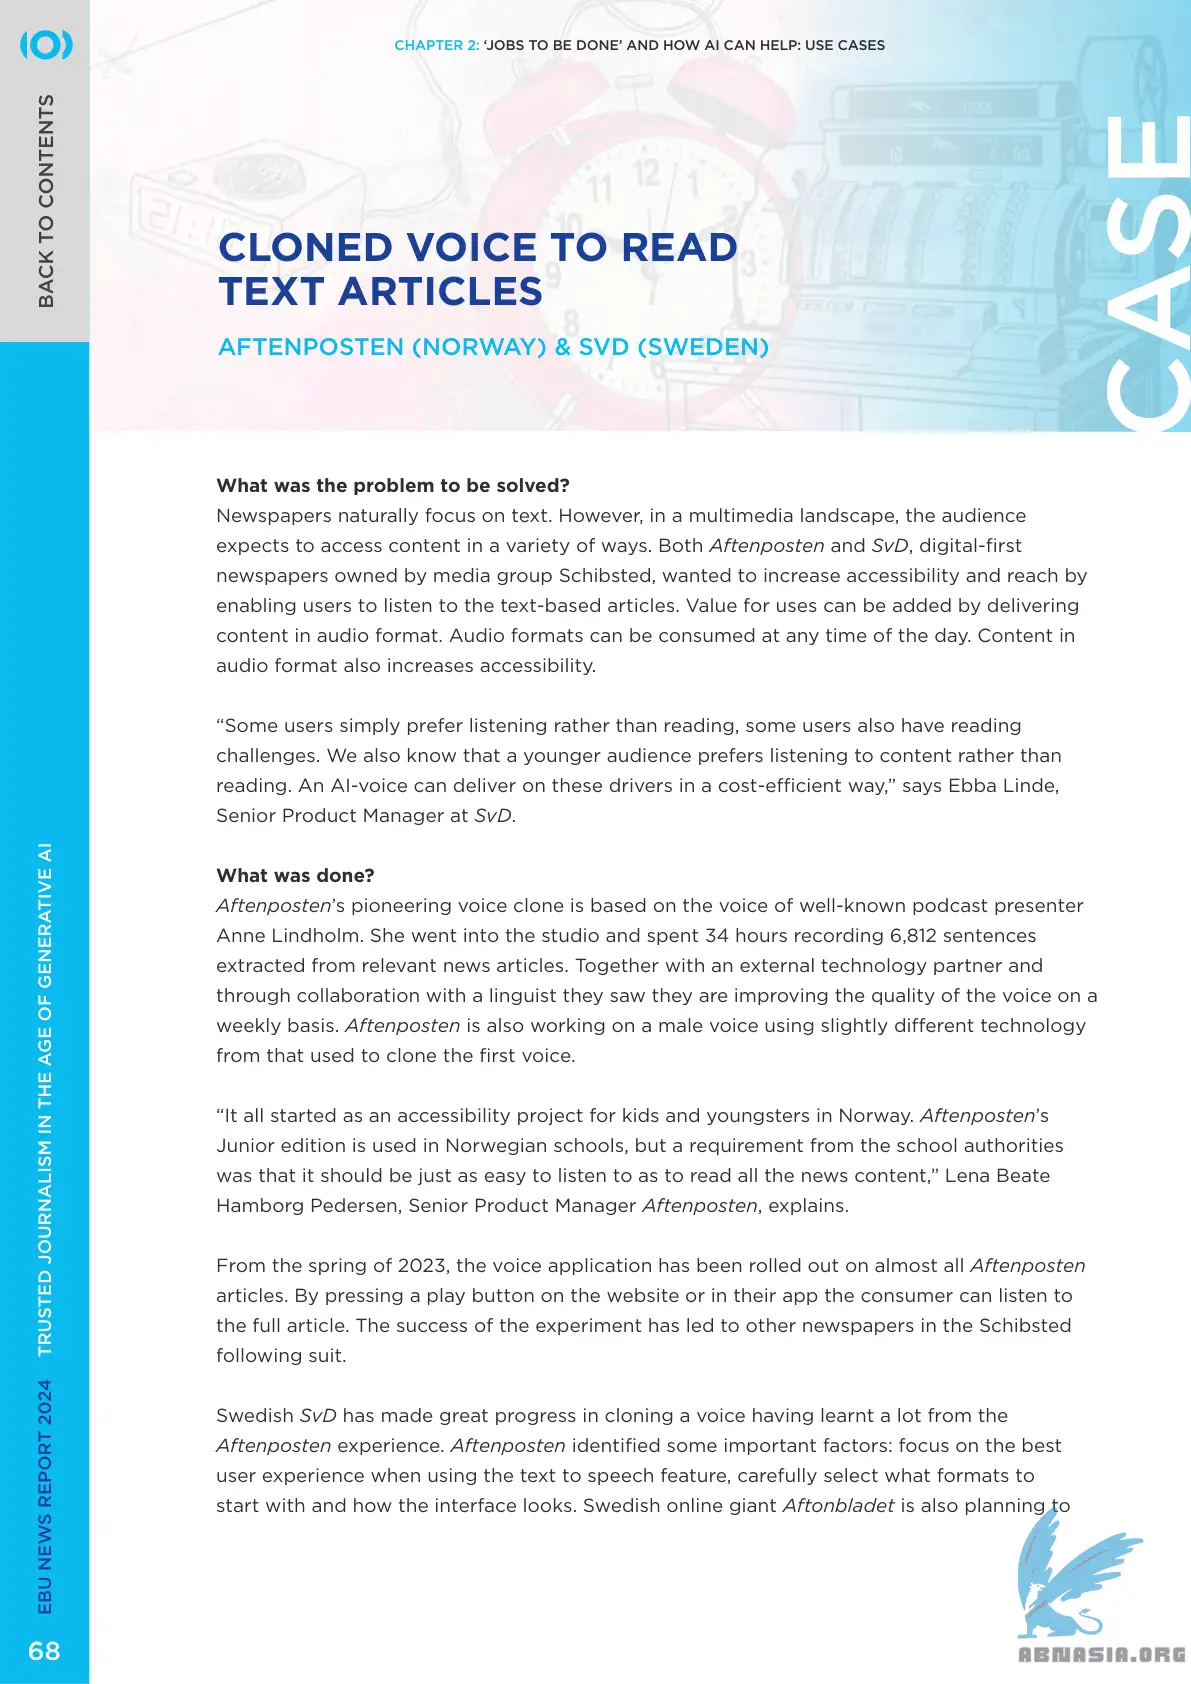 CHAPTER 2: ‘JOBS TO BE DONE’ AND HOW AI CAN HELP: USE CASES
BACK TO CONTENTS
CASE
12
1
11
10
9
3
8
CLONED VOICE TO READ
TEXT ARTICLES
AFTENPOSTEN (NORWAY) & SVD (SWEDEN)
What was the problem to be solved?
Newspapers naturally focus on text. However, in a multimedia landscape, the audience
expects to access content in a variety of ways. Both Aftenposten and SvD, digital-first
newspapers owned by media group Schibsted, wanted to increase accessibility and reach by
enabling users to listen to the text-based articles. Value for uses can be added by delivering
content in audio format. Audio formats can be consumed at any time of the day. Content in
audio format also increases accessibility.
“Some users simply prefer listening rather than reading, some users also have reading
challenges. We also know that a younger audience prefers listening to content rather than
reading. An AI-voice can deliver on these drivers in a cost-efficient way,” says Ebba Linde,
Senior Product Manager at SvD.
What was done?
Aftenposten’s pioneering voice clone is based on the voice of well-known podcast presenter
Anne Lindholm. She went into the studio and spent 34 hours recording 6,812 sentences
extracted from relevant news articles. Together with an external technology partner and
through collaboration with a linguist they saw they are improving the quality of the voice on a
weekly basis. Aftenposten is also working on a male voice using slightly different technology
from that used to clone the first voice.
“It all started as an accessibility project for kids and youngsters in Norway. Aftenposten’s
Junior edition is used in Norwegian schools, but a requirement from the school authorities
was that it should be just as easy to listen to as to read all the news content,” Lena Beate
Hamborg Pedersen, Senior Product Manager Aftenposten, explains.
From the spring of 2023, the voice application has been rolled out on almost all Aftenposten
articles. By pressing a play button on the website or in their app the consumer can listen to
the full article. The success of the experiment has led to other newspapers in the Schibsted
following suit.
Swedish SvD has made great progress in cloning a voice having learnt a lot from the
Aftenposten experience. Aftenposten identified some important factors: focus on the best
user experience when using the text to speech feature, carefully select what formats to
start with and how the interface looks. Swedish online giant Aftonbladet is also planning to
EBU NEWS REPORT 2024 TRUSTED JOURNALISM IN THE AGE OF GENERATIVE AI
68
ABNASIA.ORG